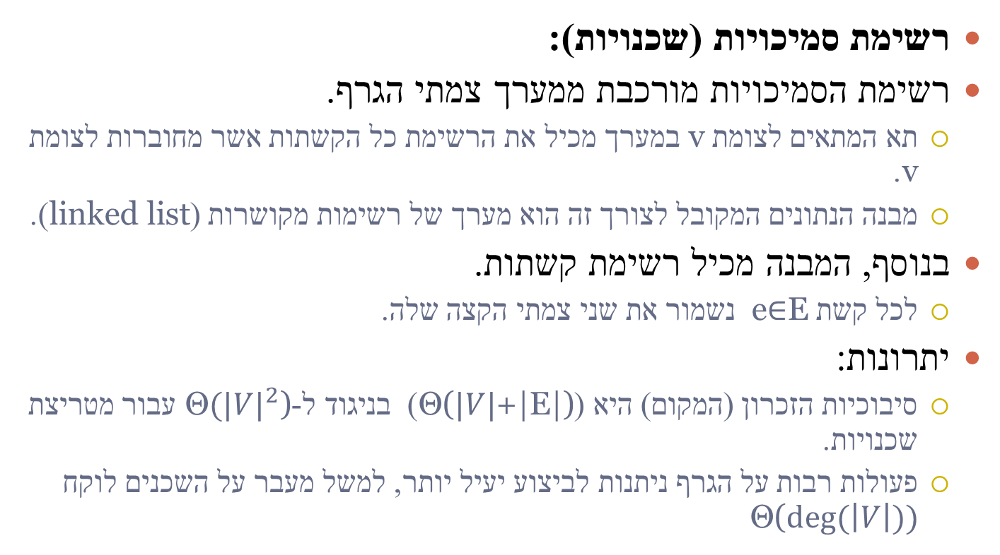 • רשימת סמיכויות (שכנויות):
• רשימת הסמיכויות מורכבת ממערך צמתי הגרף.
○ תא המתאים לצומת v במערך מכיל את הרשימת כל הקשתות אשר מחוברות לצומת
v.
○ מבנה הנתונים המקובל לצורך זה הוא מערך של רשימות מקושרות (linked list).
• בנוסף, המבנה מכיל רשימת קשתות.
○ לכל קשת e∈E נשמור את שני צמתי הקצה שלה.
• יתרונות:
○ סיבוכיות הזכרון (המקום) היא (Θ(|V|+|E|)) בניגוד ל-Θ(|V|²) עבור מטריצת
שכנויות.
○ פעולות רבות על הגרף ניתנות לביצוע יעיל יותר, למשל מעבר על השכנים לוקח
Θ(deg(|V|))